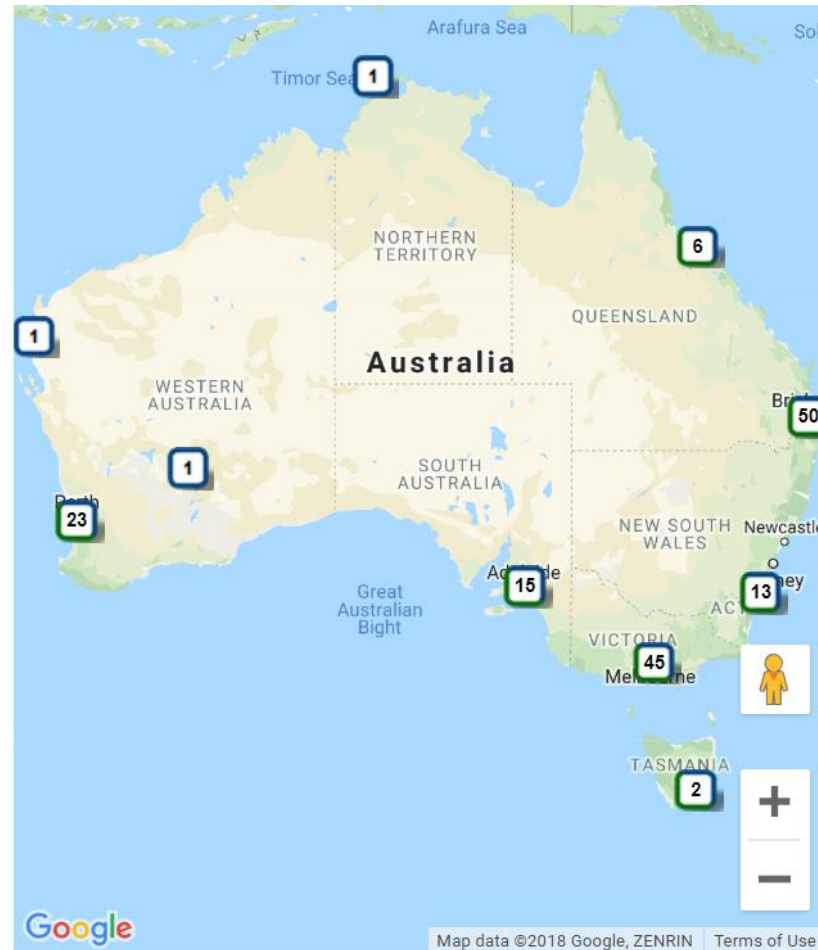 Arafura Sea
Timor Sea
1
NORTHERN
TERRITORY
6
QUEENSLAND
1
Australia
WESTERN
AUSTRALIA
50
1
SOUTH
AUSTRALIA
Perth
23
NEW SOUTH
WALES
Newcastle
Adelaide
15
13
ACT
Great
Australian
Bight
VICTORIA
45
Melbourne
TASMANIA
2
Google
Map data ©2018 Google, ZENRIN
Terms of Use